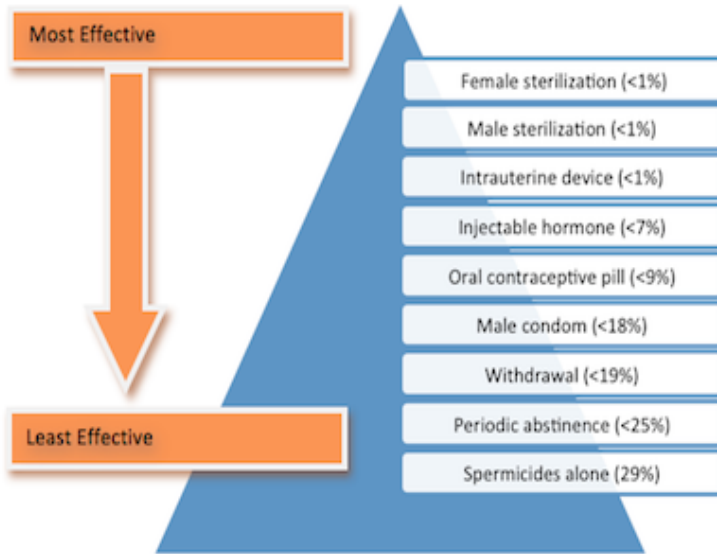 Most Effective
Female sterilization (<1%)
Male sterilization (<1%)
Intrauterine device (<1%)
Injectable hormone (<7%)
Oral contraceptive pill (<9%)
Male condom (<18%)
Withdrawal (<19%)
Periodic abstinence (<25%)
Least Effective
Spermicides alone (29%)